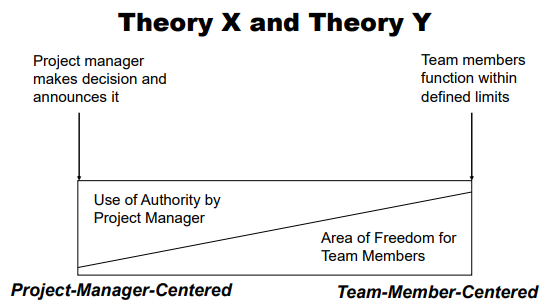 Theory X and Theory Y
Project manager
makes decision and
announces it
Team members
function within
defined limits
Use of Authority by
Project Manager
Area of Freedom for
Team Members
Project-Manager-Centered
Team-Member-Centered